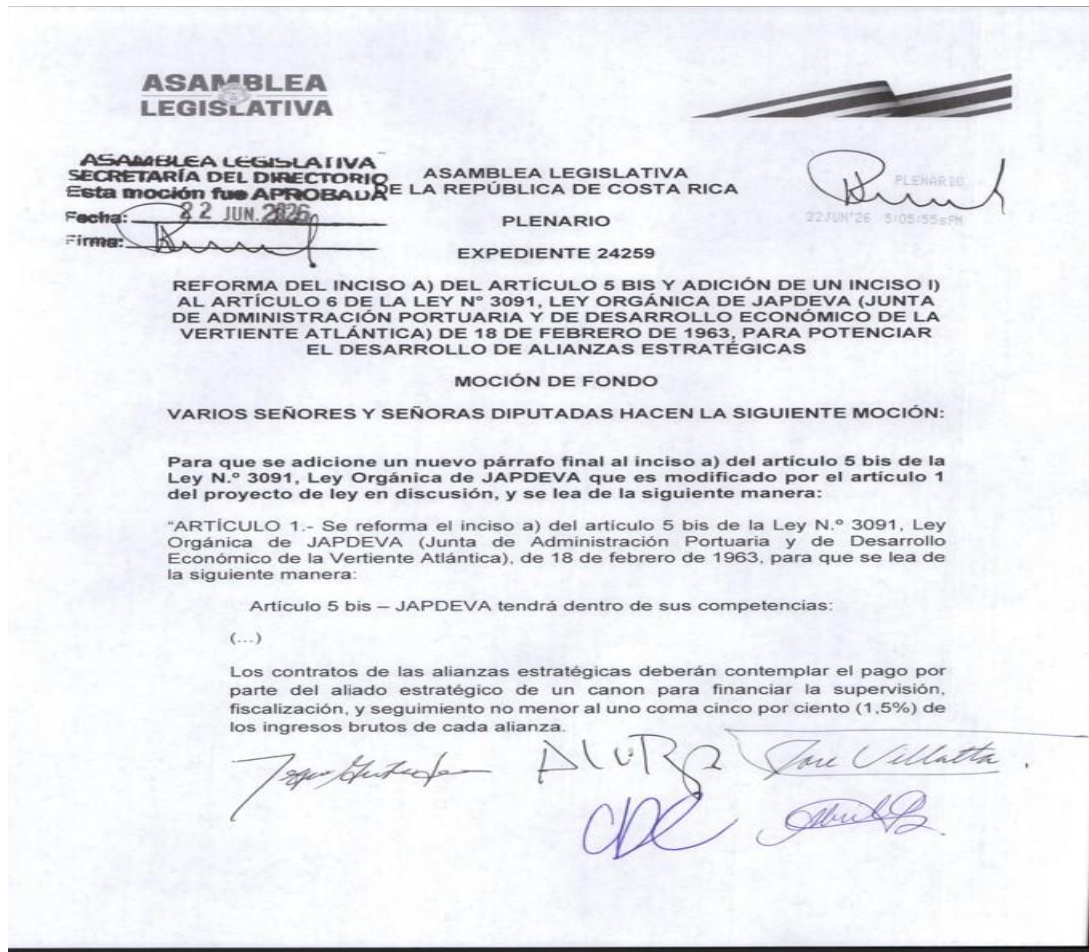 ASAMBLEA
LEGISLATIVA
ASAMBLEA LEGISLATIVA
SECRETARÍA DEL DIRECTORIO
Esta moción fue APROBADA
Fecha: 22 JUN. 2026
Firma:
PLENARIO
22JUN'26 5:05:55PM
ASAMBLEA LEGISLATIVA
DE LA REPÚBLICA DE COSTA RICA
PLENARIO
EXPEDIENTE 24259
REFORMA DEL INCISO A) DEL ARTÍCULO 5 BIS Y ADICIÓN DE UN INCISO I)
AL ARTÍCULO 6 DE LA LEY N° 3091, LEY ORGÁNICA DE JAPDEVA (JUNTA
DE ADMINISTRACIÓN PORTUARIA Y DE DESARROLLO ECONÓMICO DE LA
VERTIENTE ATLÁNTICA) DE 18 DE FEBRERO DE 1963, PARA POTENCIAR
EL DESARROLLO DE ALIANZAS ESTRATÉGICAS
MOCIÓN DE FONDO
VARIOS SEÑORES Y SEÑORAS DIPUTADAS HACEN LA SIGUIENTE MOCIÓN:
Para que se adicione un nuevo párrafo final al inciso a) del artículo 5 bis de la
Ley N.º 3091, Ley Orgánica de JAPDEVA que es modificado por el artículo 1
del proyecto de ley en discusión, y se lea de la siguiente manera:
“ARTÍCULO 1.- Se reforma el inciso a) del artículo 5 bis de la Ley N.º 3091, Ley
Orgánica de JAPDEVA (Junta de Administración Portuaria y de Desarrollo
Económico de la Vertiente Atlántica), de 18 de febrero de 1963, para que se lea de
la siguiente manera:
Artículo 5 bis – JAPDEVA tendrá dentro de sus competencias:
(...)
Los contratos de las alianzas estratégicas deberán contemplar el pago por
parte del aliado estratégico de un canon para financiar la supervisión,
fiscalización, y seguimiento no menor al uno coma cinco por ciento (1,5%) de
los ingresos brutos de cada alianza.